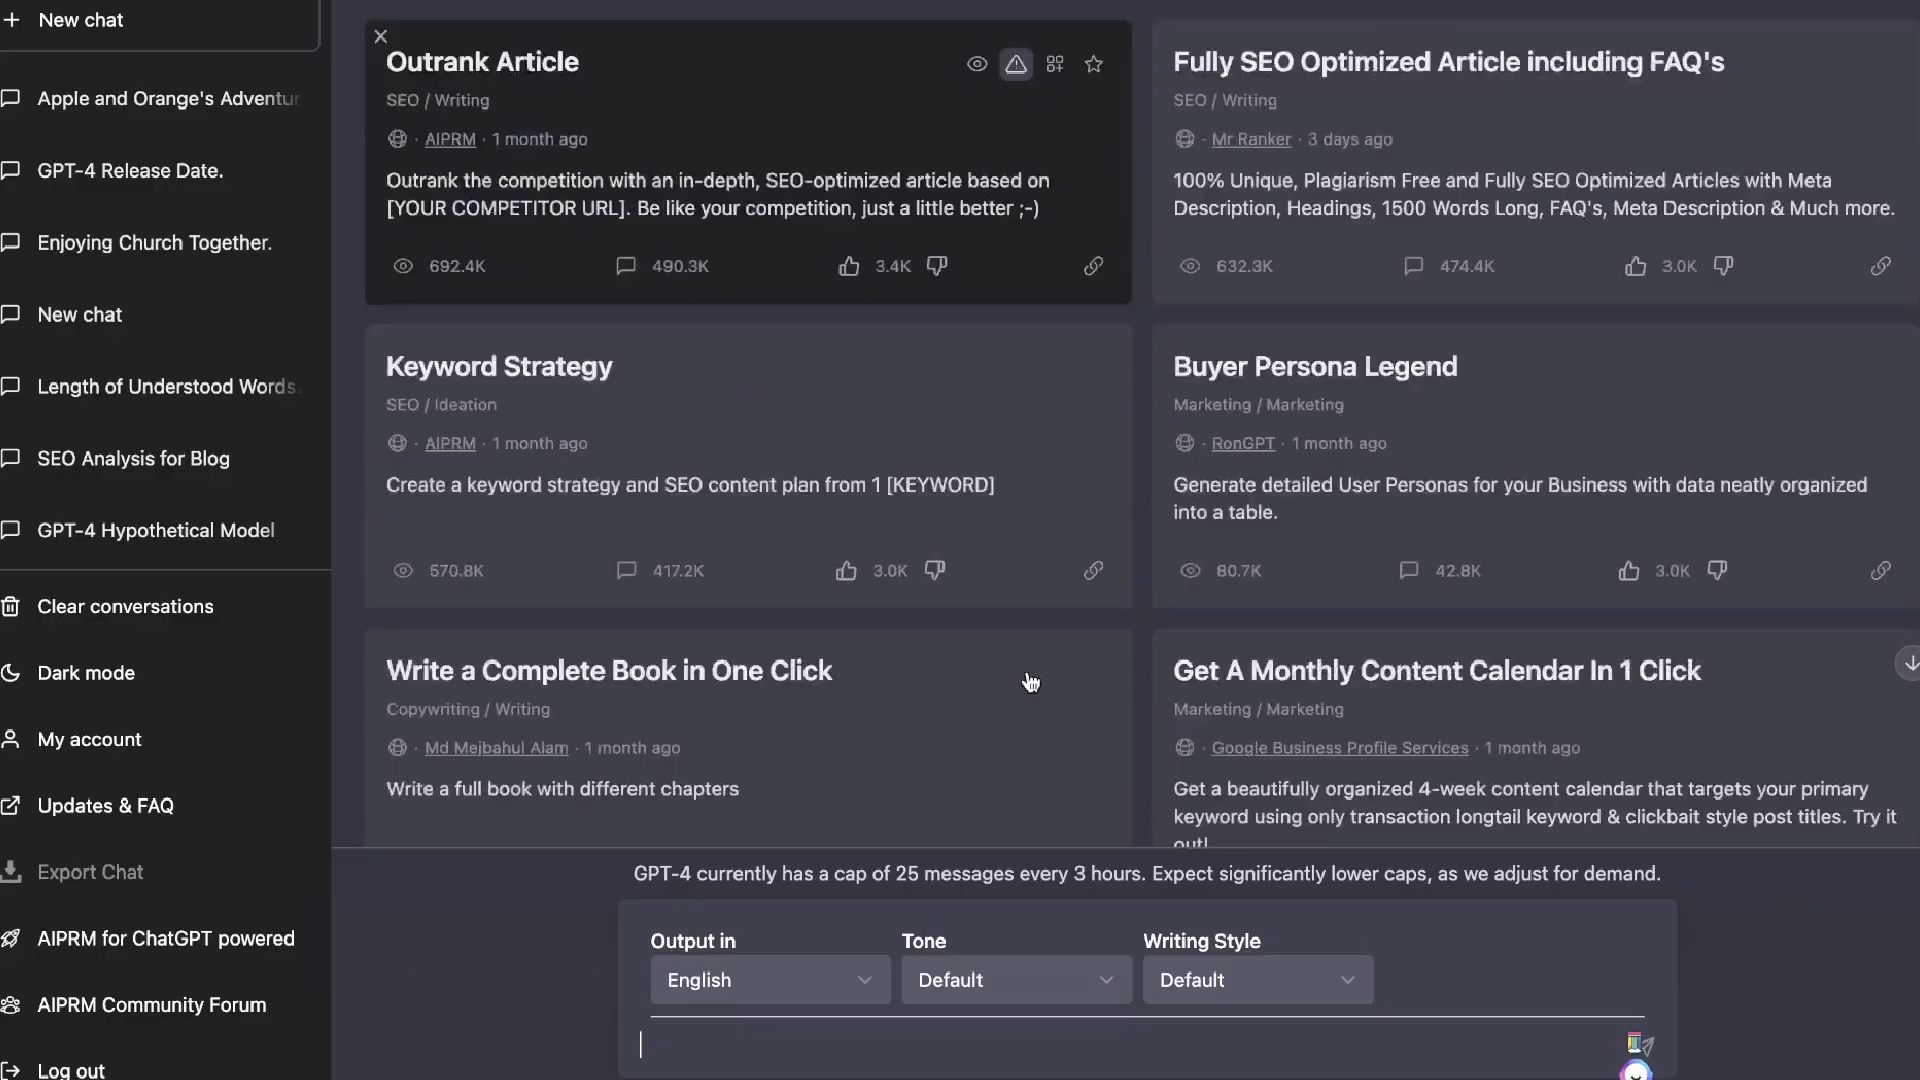 New chat
Apple and Orange's Adventur
GPT-4 Release Date.
Enjoying Church Together.
New chat
Length of Understood Words.
SEO Analysis for Blog
GPT-4 Hypothetical Model
Clear conversations
Dark mode
My account
Updates & FAQ
Export Chat
AIPRM for ChatGPT powered
AIPRM Community Forum
Log out
Outrank Article
SEO / Writing
· AIPRM · 1 month ago
Outrank the competition with an in-depth, SEO-optimized article based on
[YOUR COMPETITOR URL]. Be like your competition, just a little better ;-)
692.4K 490.3K 3.4K
Fully SEO Optimized Article including FAQ's
SEO / Writing
· Mr Ranker · 3 days ago
100% Unique, Plagiarism Free and Fully SEO Optimized Articles with Meta
Description, Headings, 1500 Words Long, FAQ's, Meta Description & Much more.
632.3K 474.4K 3.0K
Keyword Strategy
SEO / Ideation
· AIPRM · 1 month ago
Create a keyword strategy and SEO content plan from 1 [KEYWORD]
570.8K 417.2K 3.0K
Buyer Persona Legend
Marketing / Marketing
· RonGPT · 1 month ago
Generate detailed User Personas for your Business with data neatly organized
into a table.
80.7K 42.8K 3.0K
Write a Complete Book in One Click
Copywriting / Writing
· Md Mejbahul Alam · 1 month ago
Write a full book with different chapters
Get A Monthly Content Calendar In 1 Click
Marketing / Marketing
· Google Business Profile Services · 1 month ago
Get a beautifully organized 4-week content calendar that targets your primary
keyword using only transaction longtail keyword & clickbait style post titles. Try it
out!
GPT-4 currently has a cap of 25 messages every 3 hours. Expect significantly lower caps, as we adjust for demand.
Output in Tone Writing Style
English Default Default